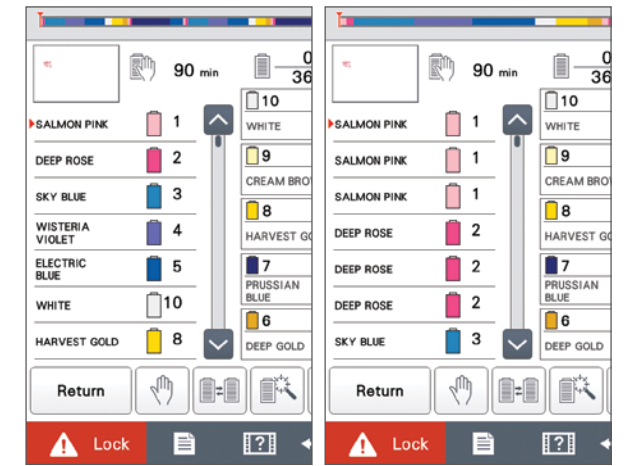 90 min
0
36
SALMON PINK 1
DEEP ROSE 2
SKY BLUE 3
WISTERIA
VIOLET 4
ELECTRIC
BLUE 5
WHITE 10
HARVEST GOLD 8
10
WHITE
9
CREAM BRO
8
HARVEST GO
7
PRUSSIAN
BLUE
6
DEEP GOLD
Return
Lock
?
90 min
0
36
SALMON PINK 1
SALMON PINK 1
SALMON PINK 1
DEEP ROSE 2
DEEP ROSE 2
DEEP ROSE 2
SKY BLUE 3
10
WHITE
9
CREAM BRO
8
HARVEST GO
7
PRUSSIAN
BLUE
6
DEEP GOLD
Return
Lock
?